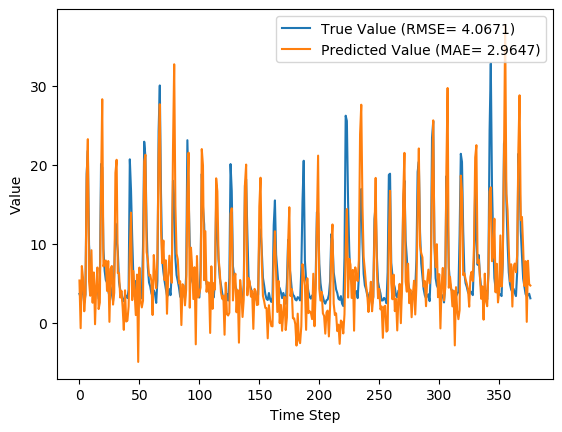 True Value (RMSE= 4.0671)
Predicted Value (MAE= 2.9647)
Value
30
20
10
0
0 50 100 150 200 250 300 350
Time Step